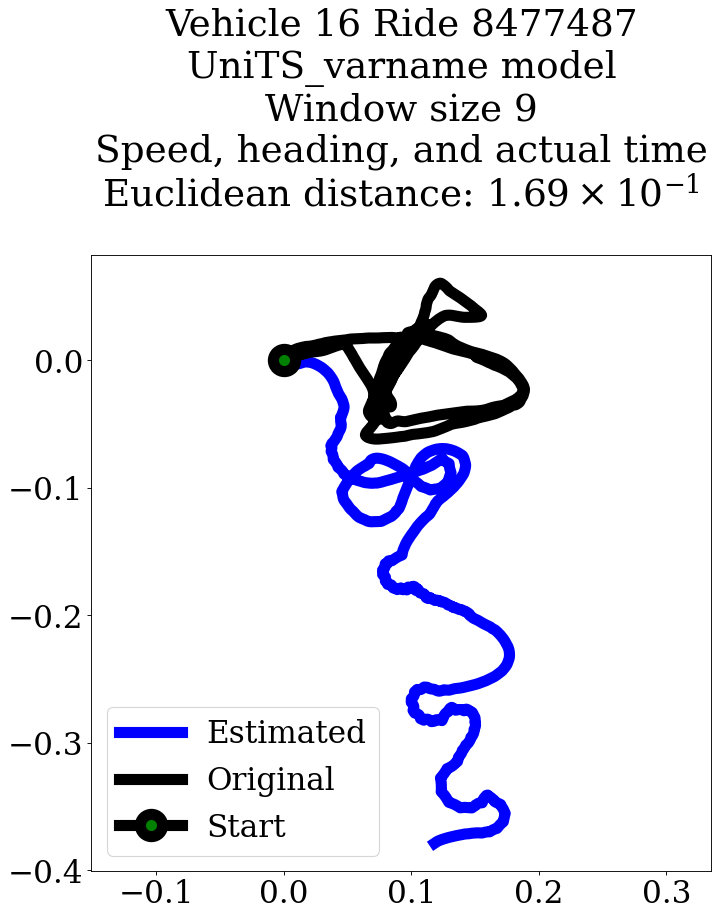 Vehicle 16 Ride 8477487
UniTS_varname model
Window size 9
Speed, heading, and actual time
Euclidean distance: 1.69 × 10⁻¹
0.0
−0.1
−0.2
−0.3
−0.4
Estimated
Original
Start
−0.1
0.0
0.1
0.2
0.3